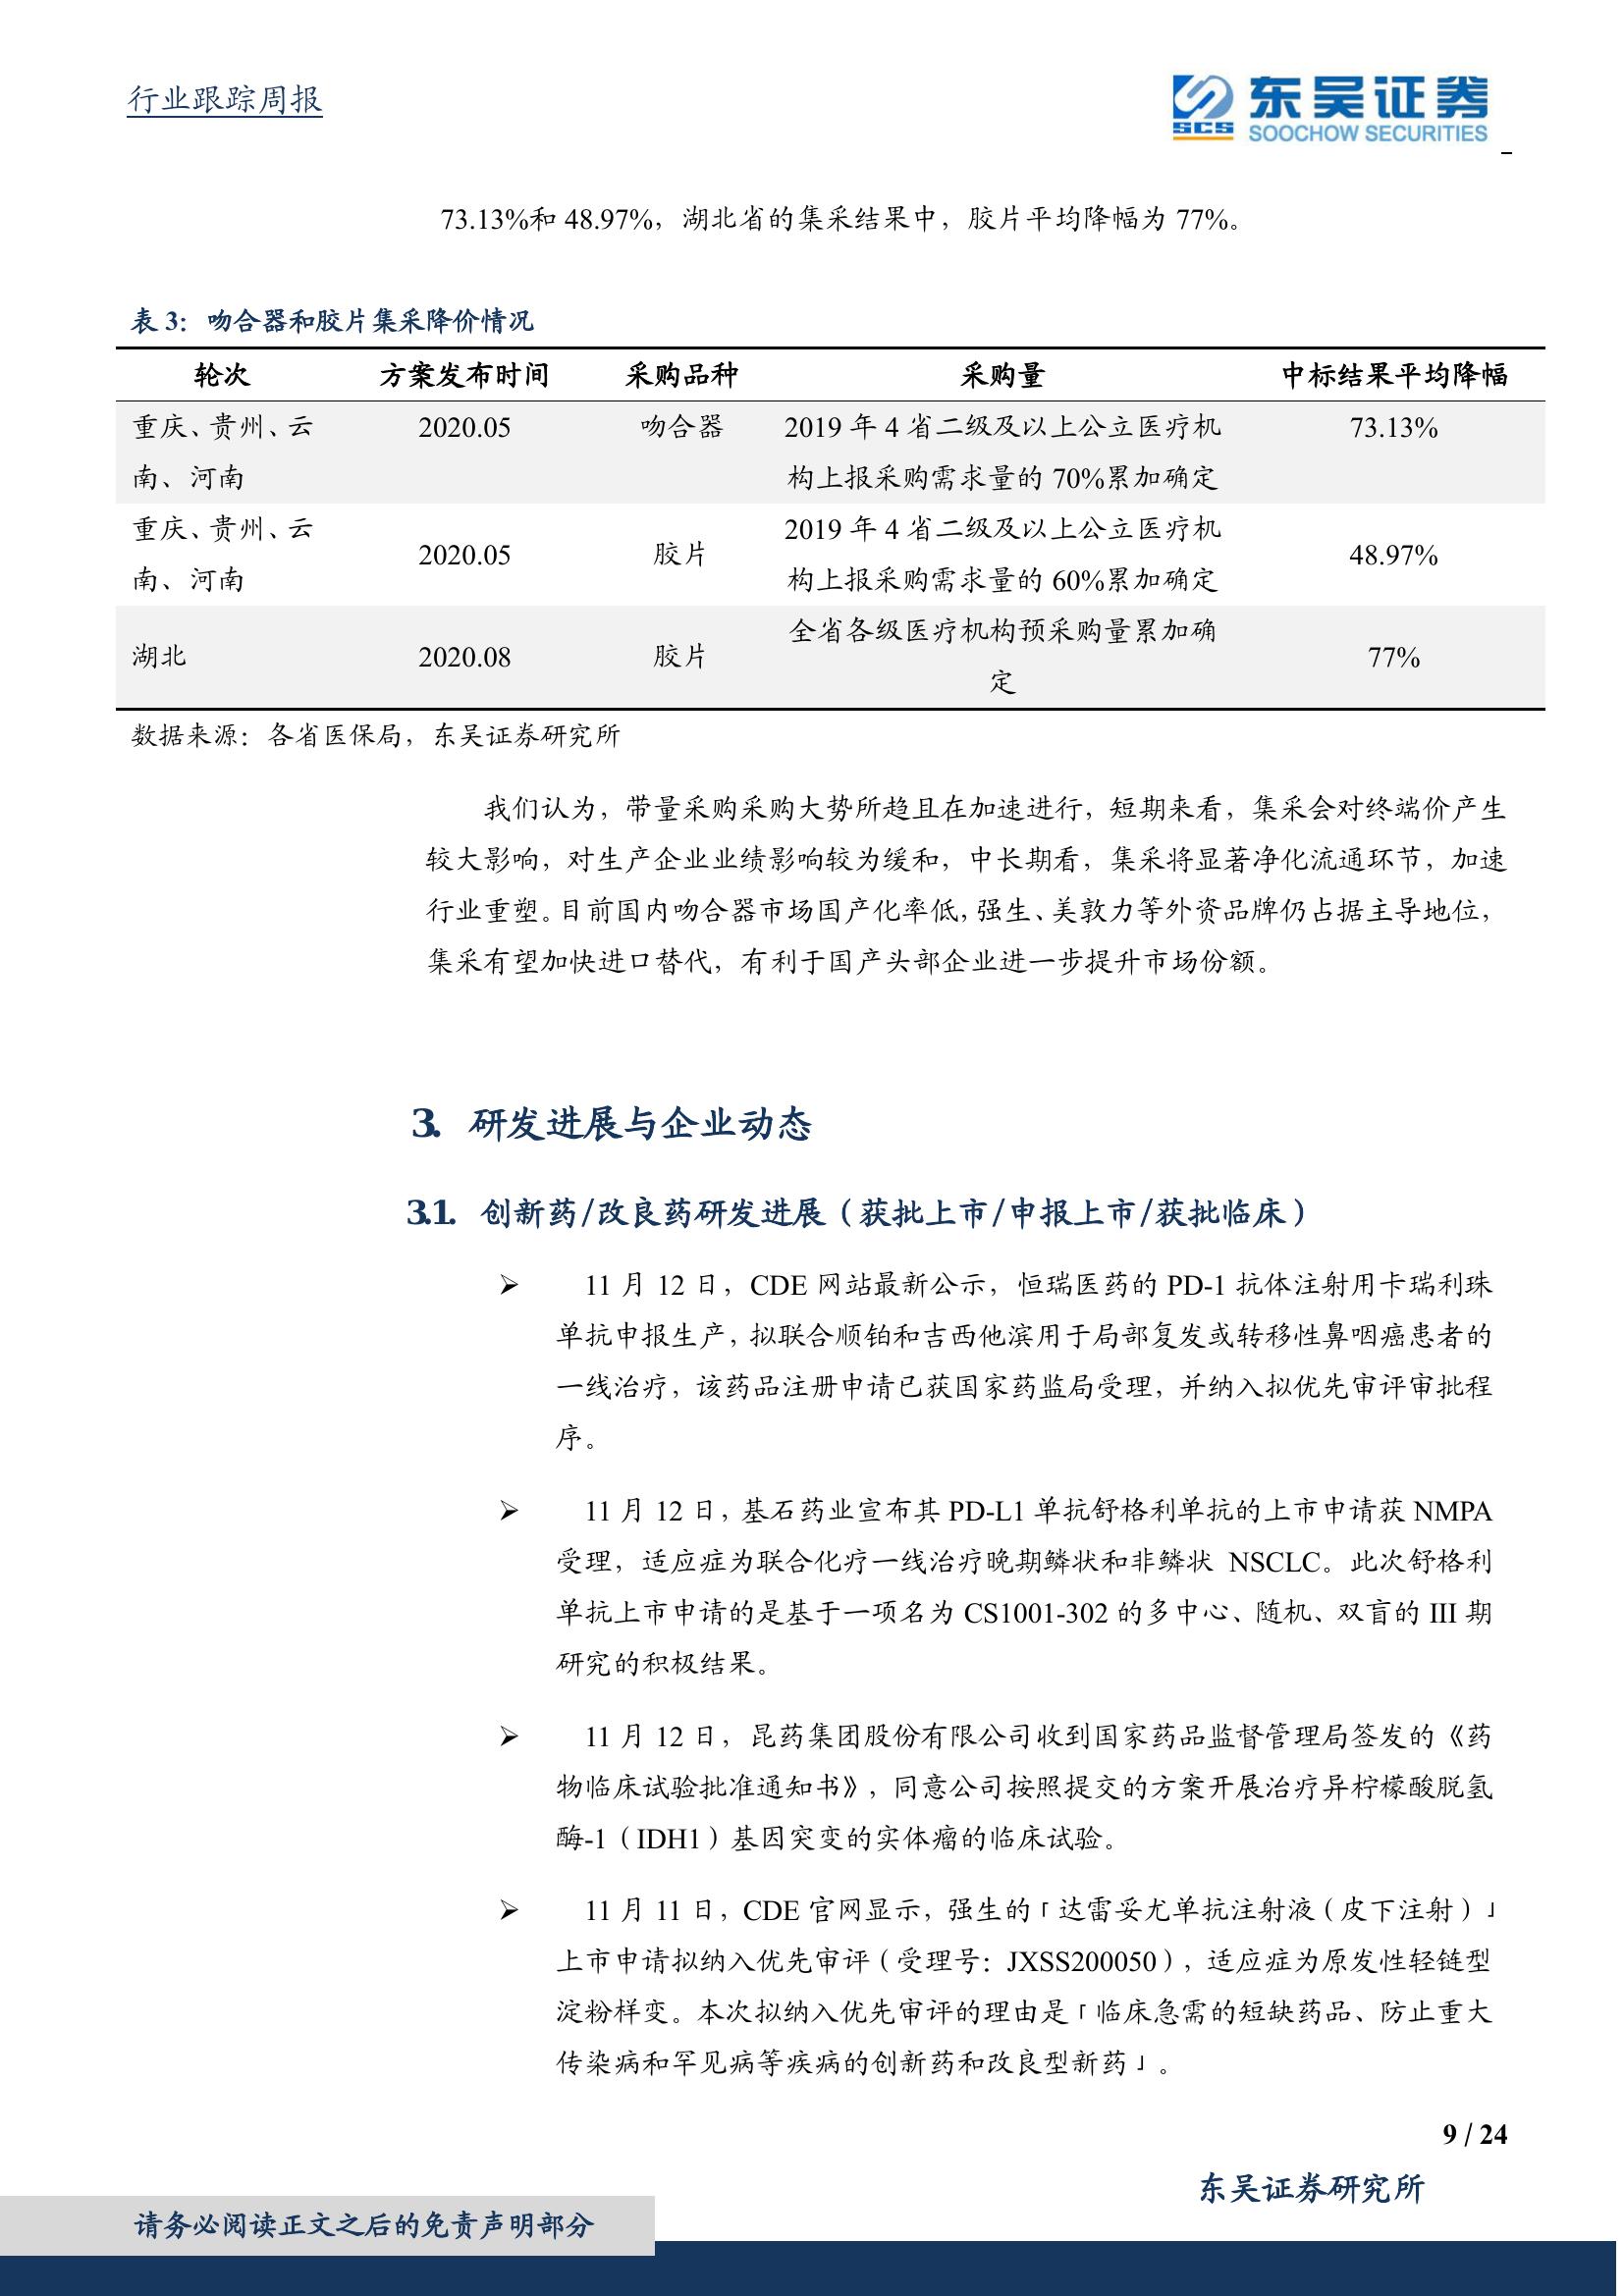 行业跟踪周报
SCS 东吴证券
SOOCHOW SECURITIES
73.13%和 48.97%，湖北省的集采结果中，胶片平均降幅为 77%。
表 3：吻合器和胶片集采降价情况
轮次 方案发布时间 采购品种 采购量 中标结果平均降幅
重庆、贵州、云 2020.05 吻合器 2019 年 4 省二级及以上公立医疗机 73.13%
南、河南 构上报采购需求量的 70%累加确定
重庆、贵州、云 2019 年 4 省二级及以上公立医疗机
2020.05 胶片 48.97%
南、河南 构上报采购需求量的 60%累加确定
全省各级医疗机构预采购量累加确
湖北 2020.08 胶片 77%
定
数据来源：各省医保局，东吴证券研究所
我们认为，带量采购采购大势所趋且在加速进行，短期来看，集采会对终端价产生
较大影响，对生产企业业绩影响较为缓和，中长期看，集采将显著净化流通环节，加速
行业重塑。目前国内吻合器市场国产化率低，强生、美敦力等外资品牌仍占据主导地位，
集采有望加快进口替代，有利于国产头部企业进一步提升市场份额。
3. 研发进展与企业动态
3.1. 创新药/改良药研发进展（获批上市/申报上市/获批临床）
➢ 11 月 12 日，CDE 网站最新公示，恒瑞医药的 PD-1 抗体注射用卡瑞利珠
单抗申报生产，拟联合顺铂和吉西他滨用于局部复发或转移性鼻咽癌患者的
一线治疗，该药品注册申请已获国家药监局受理，并纳入拟优先审评审批程
序。
➢ 11 月 12 日，基石药业宣布其 PD-L1 单抗舒格利单抗的上市申请获 NMPA
受理，适应症为联合化疗一线治疗晚期鳞状和非鳞状 NSCLC。此次舒格利
单抗上市申请的是基于一项名为 CS1001-302 的多中心、随机、双盲的 III 期
研究的积极结果。
➢ 11 月 12 日，昆药集团股份有限公司收到国家药品监督管理局签发的《药
物临床试验批准通知书》，同意公司按照提交的方案开展治疗异柠檬酸脱氢
酶-1（IDH1）基因突变的实体瘤的临床试验。
➢ 11 月 11 日，CDE 官网显示，强生的「达雷妥尤单抗注射液（皮下注射）」
上市申请拟纳入优先审评（受理号：JXSS200050），适应症为原发性轻链型
淀粉样变。本次拟纳入优先审评的理由是「临床急需的短缺药品、防止重大
传染病和罕见病等疾病的创新药和改良型新药」。
9 / 24
东吴证券研究所
请务必阅读正文之后的免责声明部分